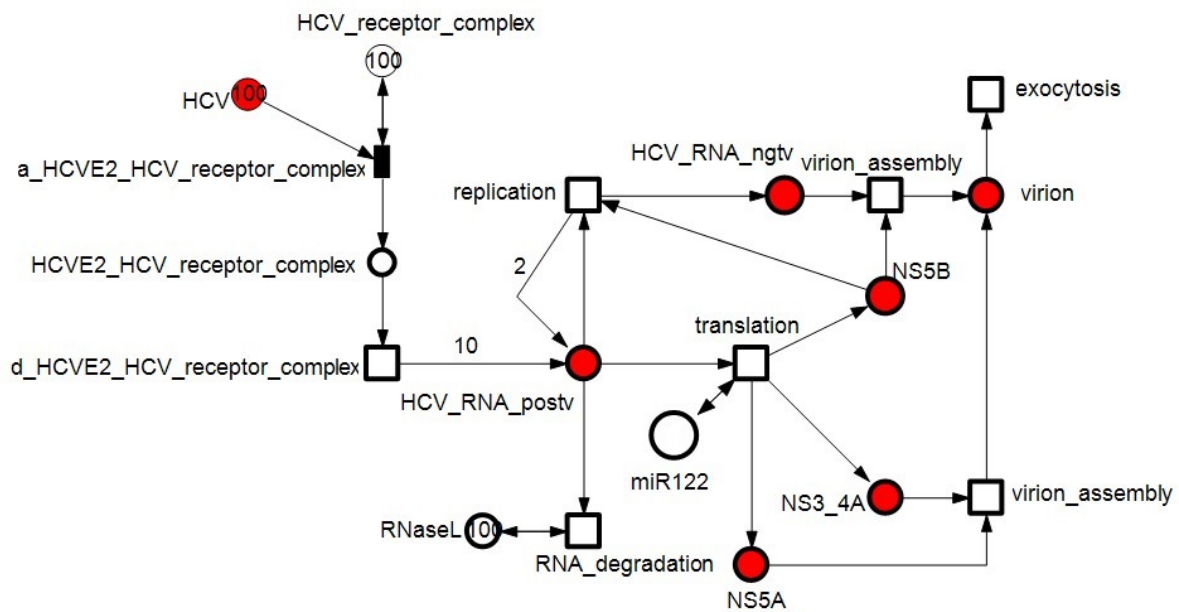 HCV_receptor_complex
100
HCV
100
exocytosis
a_HCVE2_HCV_receptor_complex
HCV_RNA_ngtv
virion_assembly
replication
virion
HCVE2_HCV_receptor_complex
2
NS5B
translation
10
d_HCVE2_HCV_receptor_complex
HCV_RNA_postv
miR122
NS3_4A
virion_assembly
RNaseL
100
RNA_degradation
NS5A